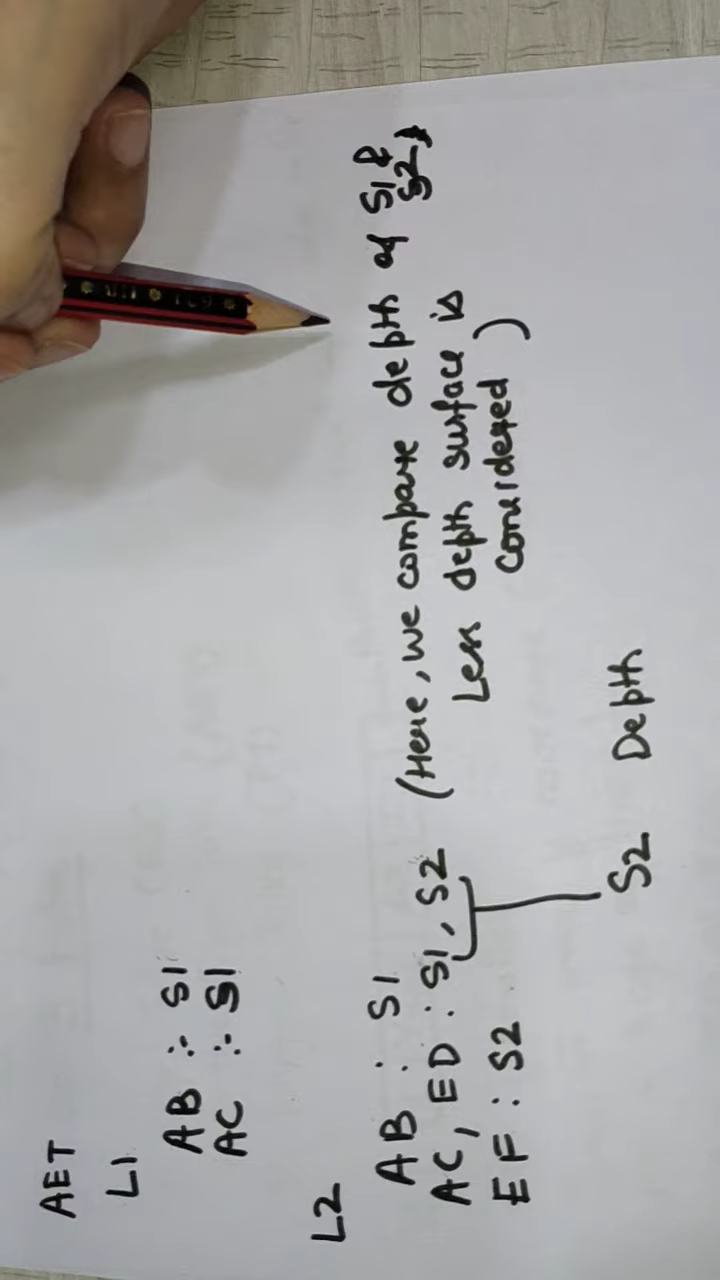 AET
L1
AB :- S1
AC :- S1
L2
AB : S1
AC, ED : S1, S2 (Here, we compare depth of S1 & S2,
Less depth surface is
considered)
EF : S2
S2 Depth